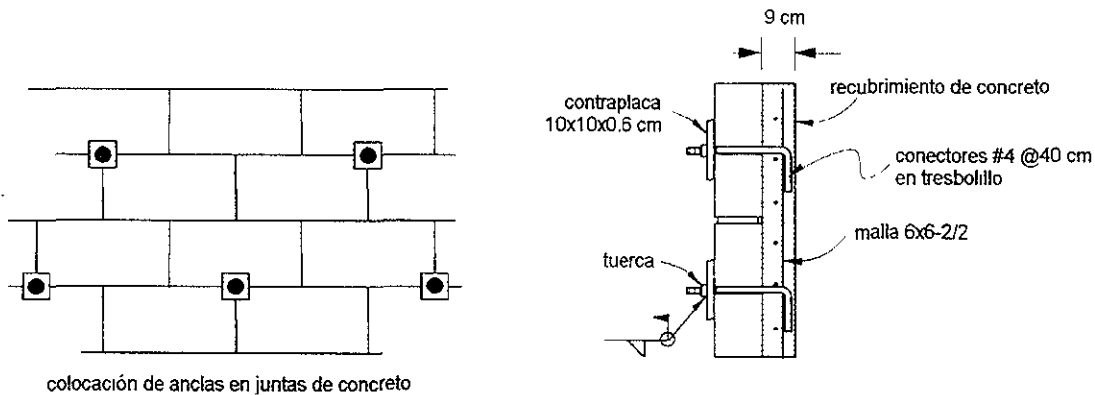 9 cm
contraplaca
10x10x0.6 cm
recubrimiento de concreto
conectores #4 @40 cm
en tresbolillo
malla 6x6-2/2
tuerca
colocación de anclas en juntas de concreto